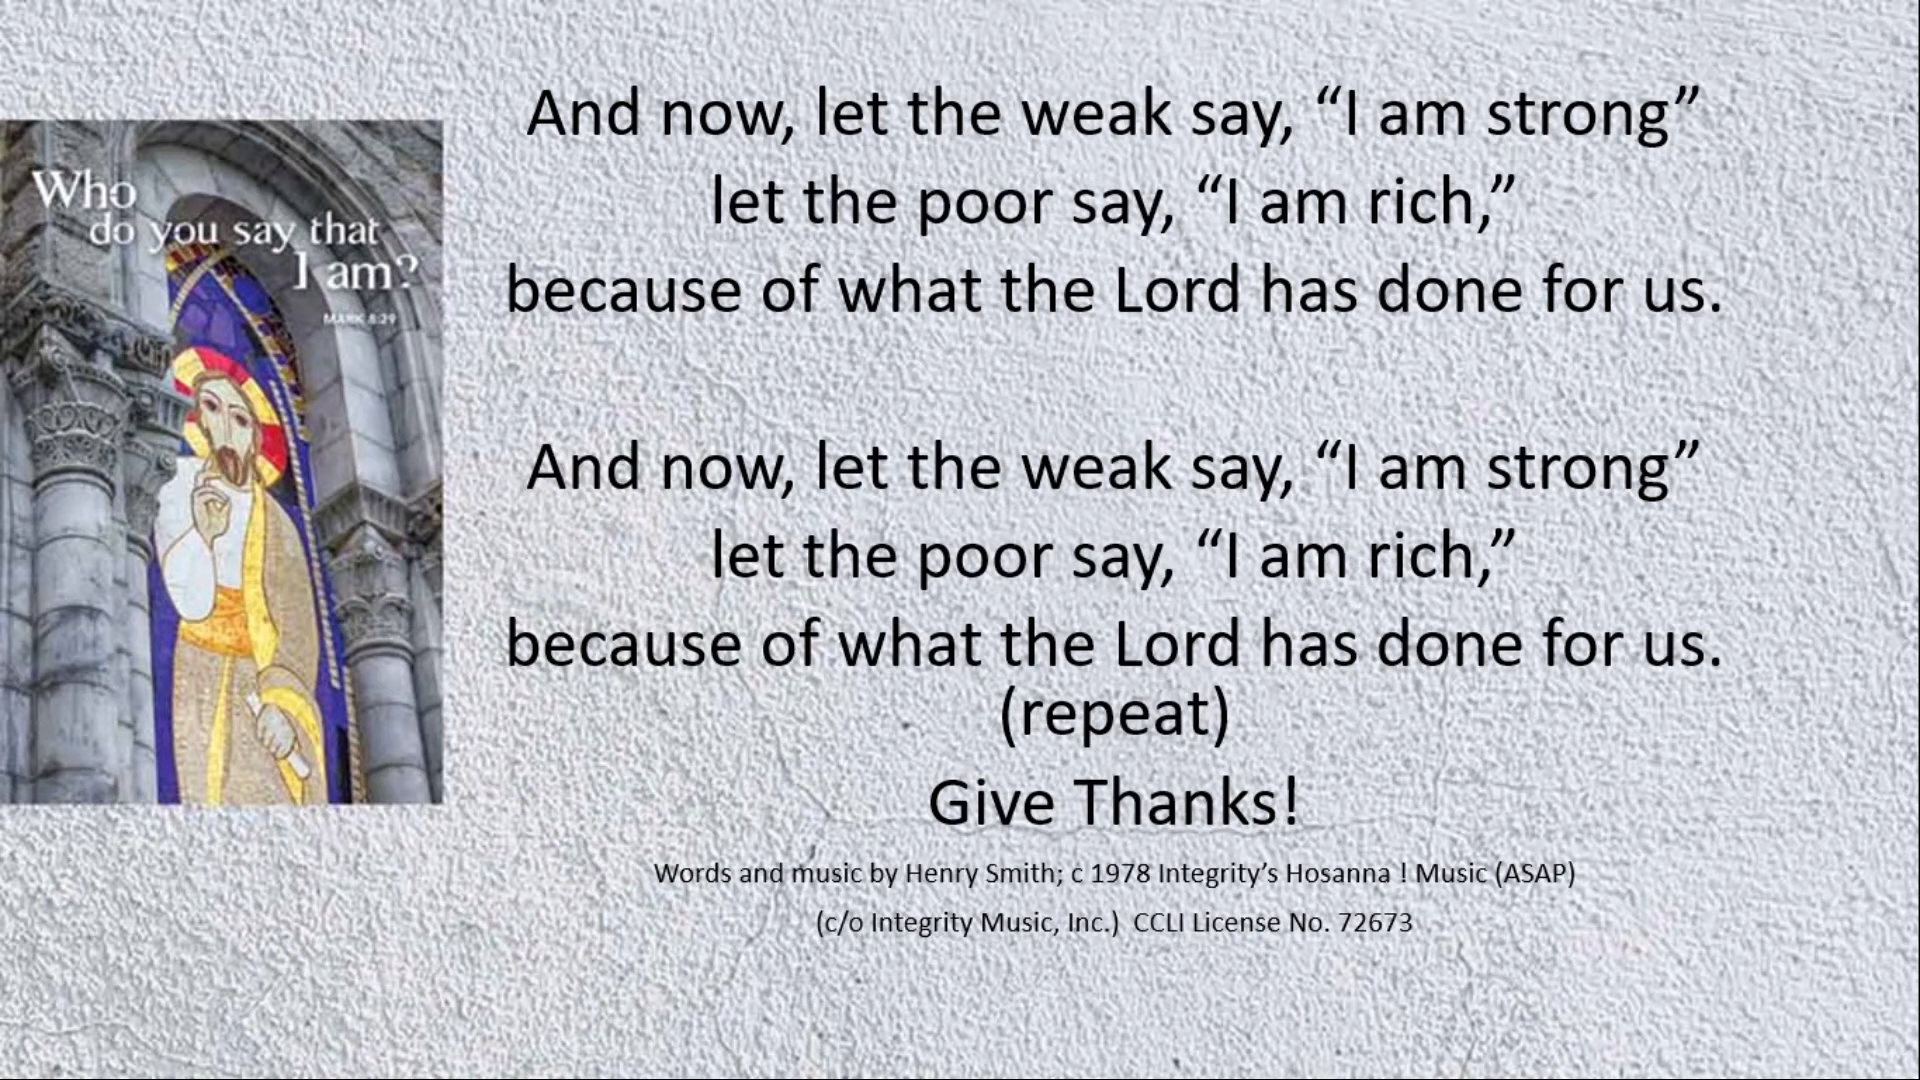 Who
do you say that
I am?
MARK 8:29
And now, let the weak say, “I am strong”
let the poor say, “I am rich,”
because of what the Lord has done for us.
And now, let the weak say, “I am strong”
let the poor say, “I am rich,”
because of what the Lord has done for us.
(repeat)
Give Thanks!
Words and music by Henry Smith; c 1978 Integrity’s Hosanna ! Music (ASAP)
(c/o Integrity Music, Inc.)  CCLI License No. 72673